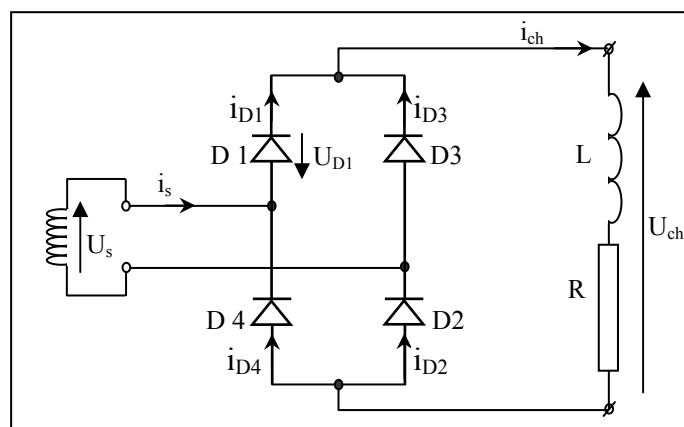 i_ch
i_D1 i_D3
D 1 U_D1 D3 L
i_s
U_s U_ch
D 4 D2 R
i_D4 i_D2